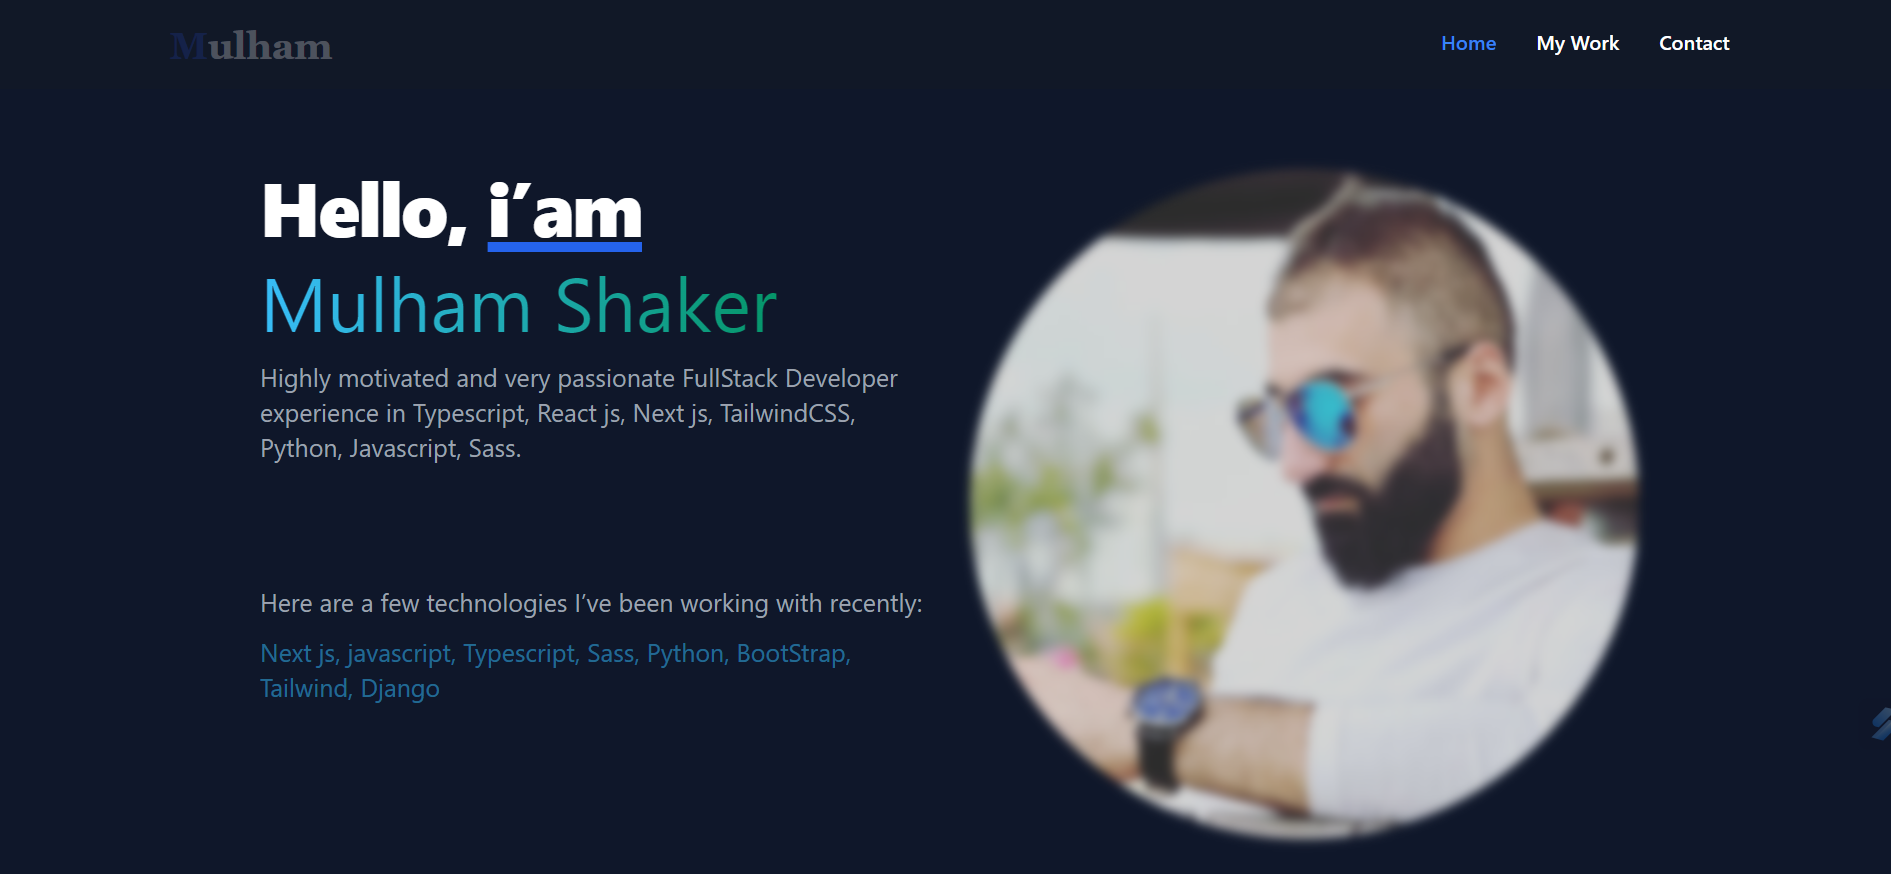 Mulham
Home
My Work
Contact
Hello, i’am
Mulham Shaker
Highly motivated and very passionate FullStack Developer
experience in Typescript, React js, Next js, TailwindCSS,
Python, Javascript, Sass.
Here are a few technologies I’ve been working with recently:
Next js, javascript, Typescript, Sass, Python, BootStrap,
Tailwind, Django